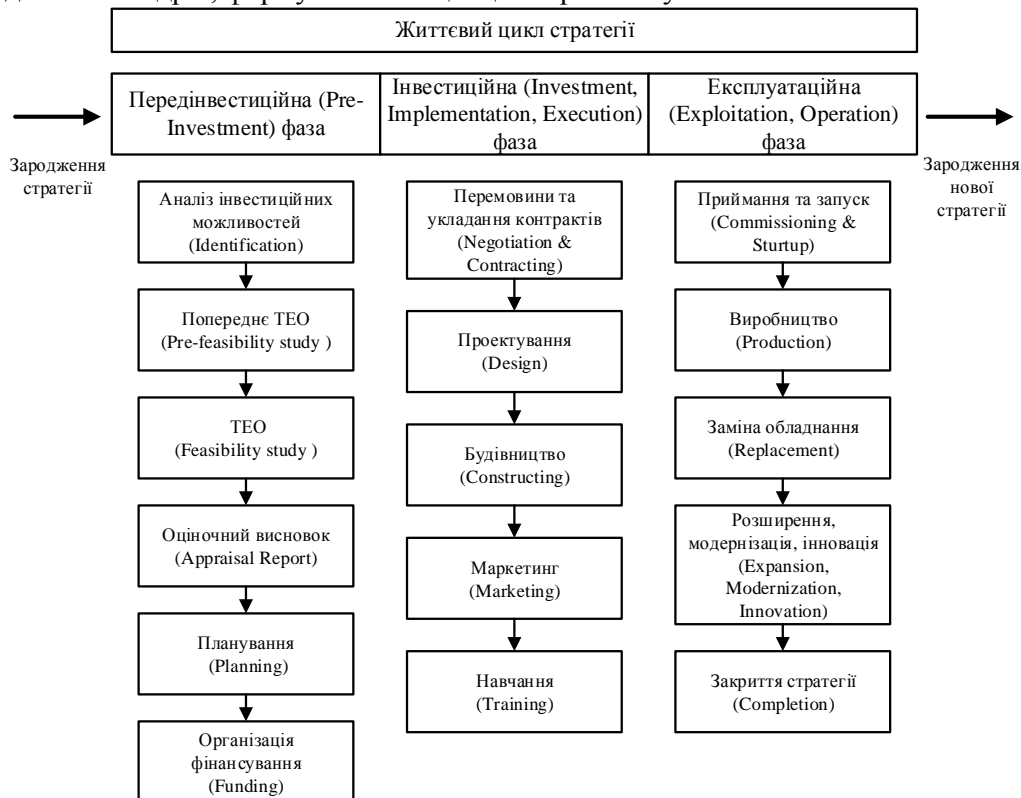 Життєвий цикл стратегії
Зародження
стратегії
Передінвестиційна (Pre-
Investment) фаза
Інвестиційна (Investment,
Implementation, Execution)
фаза
Експлуатаційна
(Exploitation, Operation)
фаза
Зародження
нової
стратегії
Аналіз інвестиційних
можливостей
(Identification)
Попереднє ТЕО
(Pre-feasibility study )
ТЕО
(Feasibility study )
Оціночний висновок
(Appraisal Report)
Планування
(Planning)
Організація
фінансування
(Funding)
Перемовини та
укладання контрактів
(Negotiation &
Contracting)
Проектування
(Design)
Будівництво
(Constructing)
Маркетинг
(Marketing)
Навчання
(Training)
Приймання та запуск
(Commissioning &
Sturtup)
Виробництво
(Production)
Заміна обладнання
(Replacement)
Розширення,
модернізація, інновація
(Expansion,
Modernization,
Innovation)
Закриття стратегії
(Completion)